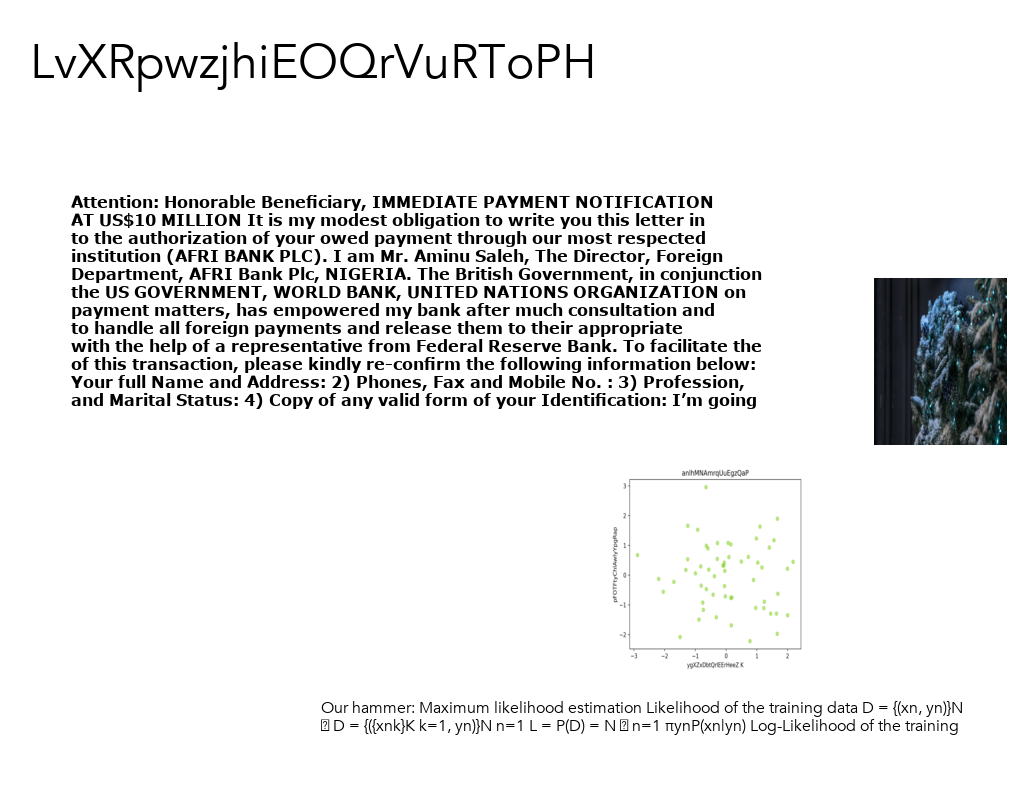 LvXRpwzjhiEOQrVuRToPH
Attention: Honorable Beneficiary, IMMEDIATE PAYMENT NOTIFICATION
AT US$10 MILLION It is my modest obligation to write you this letter in
to the authorization of your owed payment through our most respected
institution (AFRI BANK PLC). I am Mr. Aminu Saleh, The Director, Foreign
Department, AFRI Bank Plc, NIGERIA. The British Government, in conjunction
the US GOVERNMENT, WORLD BANK, UNITED NATIONS ORGANIZATION on
payment matters, has empowered my bank after much consultation and
to handle all foreign payments and release them to their appropriate
with the help of a representative from Federal Reserve Bank. To facilitate the
of this transaction, please kindly re-confirm the following information below:
Your full Name and Address: 2) Phones, Fax and Mobile No. : 3) Profession,
and Marital Status: 4) Copy of any valid form of your Identification: I’m going
anlhMNAmrqUuEgzQaP
3
2
1
0
−1
−2
−3 −2 −1 0 1 2
ygXZxDbtQrlEErHeeZ K
Our hammer: Maximum likelihood estimation Likelihood of the training data D = {(xn, yn)}N
D = {({xnk}K k=1, yn)}N n=1 L = P(D) = N n=1 πynP(xn|yn) Log-Likelihood of the training